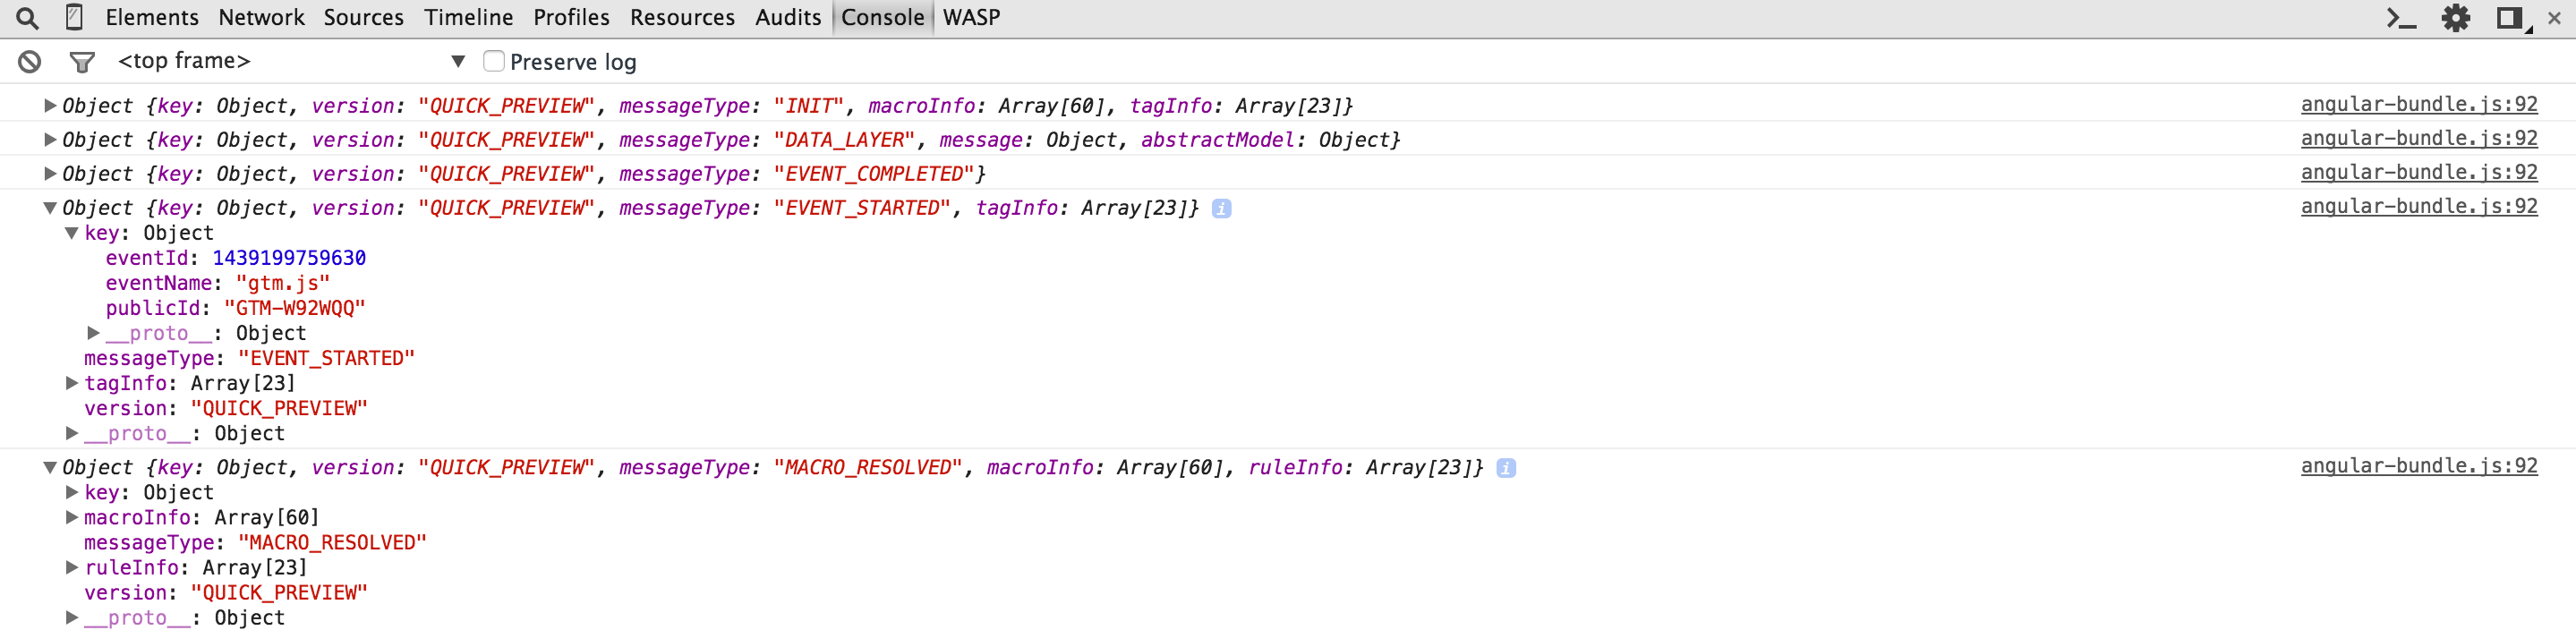 Elements Network Sources Timeline Profiles Resources Audits Console WASP
<top frame> Preserve log
Object {key: Object, version: "QUICK_PREVIEW", messageType: "INIT", macroInfo: Array[60], tagInfo: Array[23]} angular-bundle.js:92
Object {key: Object, version: "QUICK_PREVIEW", messageType: "DATA_LAYER", message: Object, abstractModel: Object} angular-bundle.js:92
Object {key: Object, version: "QUICK_PREVIEW", messageType: "EVENT_COMPLETED"} angular-bundle.js:92
Object {key: Object, version: "QUICK_PREVIEW", messageType: "EVENT_STARTED", tagInfo: Array[23]} i angular-bundle.js:92
key: Object
eventId: 1439199759630
eventName: "gtm.js"
publicId: "GTM-W92WQQ"
__proto__: Object
messageType: "EVENT_STARTED"
tagInfo: Array[23]
version: "QUICK_PREVIEW"
__proto__: Object
Object {key: Object, version: "QUICK_PREVIEW", messageType: "MACRO_RESOLVED", macroInfo: Array[60], ruleInfo: Array[23]} i angular-bundle.js:92
key: Object
macroInfo: Array[60]
messageType: "MACRO_RESOLVED"
ruleInfo: Array[23]
version: "QUICK_PREVIEW"
__proto__: Object